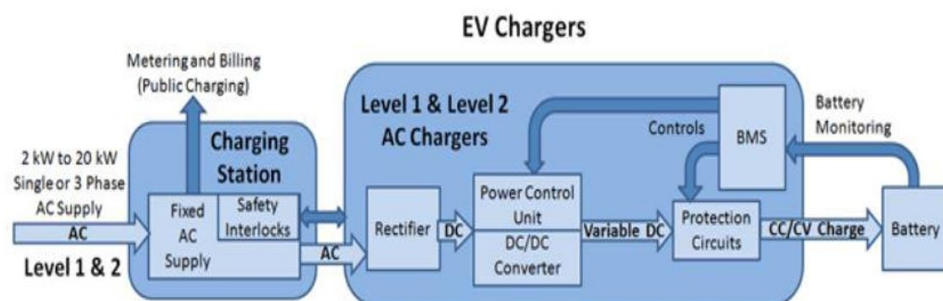 EV Chargers
Metering and Billing
(Public Charging)
Level 1 & Level 2
AC Chargers
Controls
BMS
Battery
Monitoring
Charging
Station
2 kW to 20 kW
Single or 3 Phase
AC Supply
AC
Level 1 & 2
Fixed
AC
Supply
Safety
Interlocks
AC
Rectifier
DC
Power Control
Unit
DC/DC
Converter
Variable DC
Protection
Circuits
CC/CV Charge
Battery